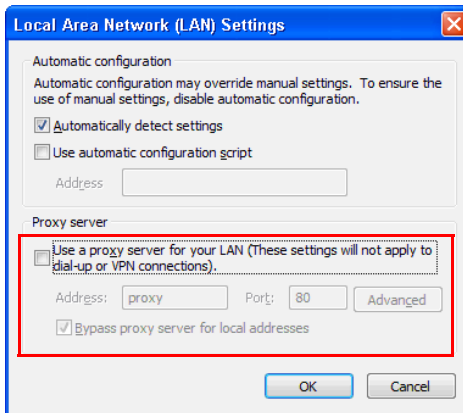 Local Area Network (LAN) Settings
Automatic configuration
Automatic configuration may override manual settings. To ensure the
use of manual settings, disable automatic configuration.
Automatically detect settings
Use automatic configuration script
Address
Proxy server
Use a proxy server for your LAN (These settings will not apply to
dial-up or VPN connections).
Address: proxy Port: 80 Advanced
Bypass proxy server for local addresses
OK Cancel